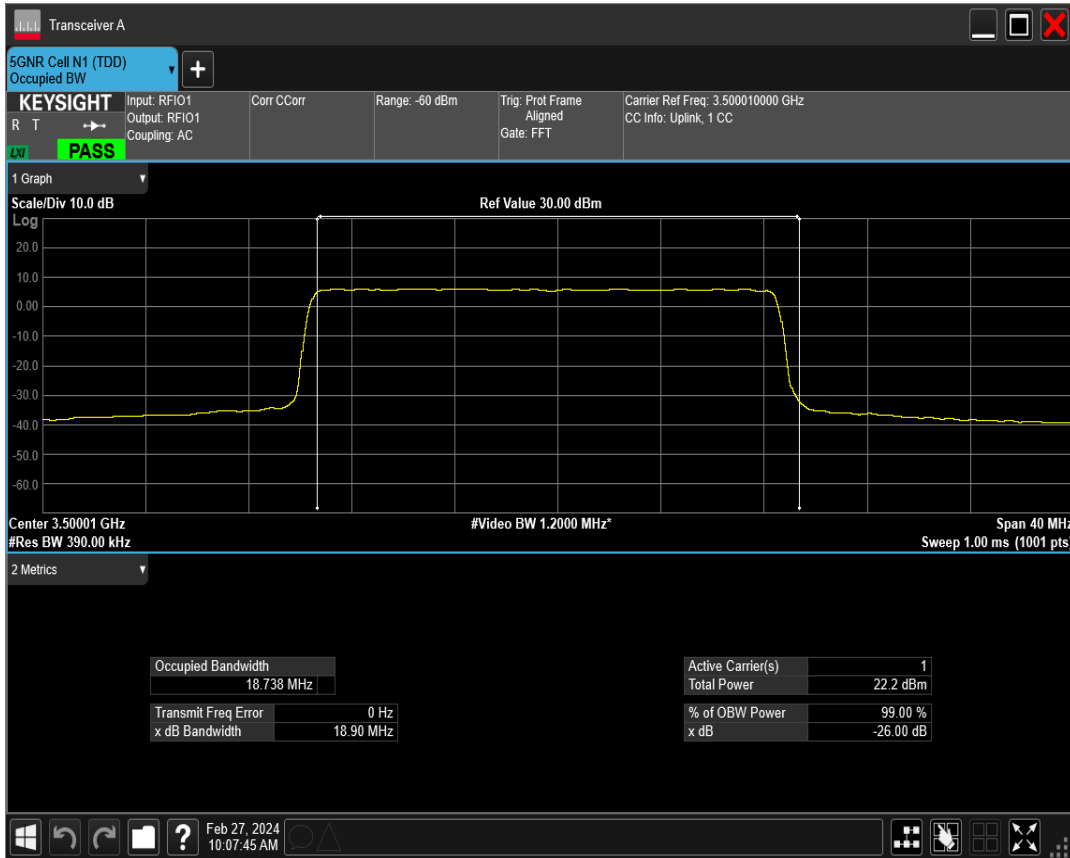 Transceiver A
5GNR Cell N1 (TDD)
Occupied BW
+
KEYSIGHT
R T
LXI
PASS
Input: RFIO1
Output: RFIO1
Coupling: AC
Corr CCorr
Range: -60 dBm
Trig: Prot Frame
Aligned
Gate: FFT
Carrier Ref Freq: 3.500010000 GHz
CC Info: Uplink, 1 CC
1 Graph
Scale/Div 10.0 dB
Ref Value 30.00 dBm
Log
20.0
10.0
0.00
-10.0
-20.0
-30.0
-40.0
-50.0
-60.0
Center 3.50001 GHz
#Video BW 1.2000 MHz*
Span 40 MHz
#Res BW 390.00 kHz
Sweep 1.00 ms (1001 pts)
2 Metrics
Occupied Bandwidth
18.738 MHz
Transmit Freq Error 0 Hz
x dB Bandwidth 18.90 MHz
Active Carrier(s) 1
Total Power 22.2 dBm
% of OBW Power 99.00 %
x dB -26.00 dB
?
Feb 27, 2024
10:07:45 AM